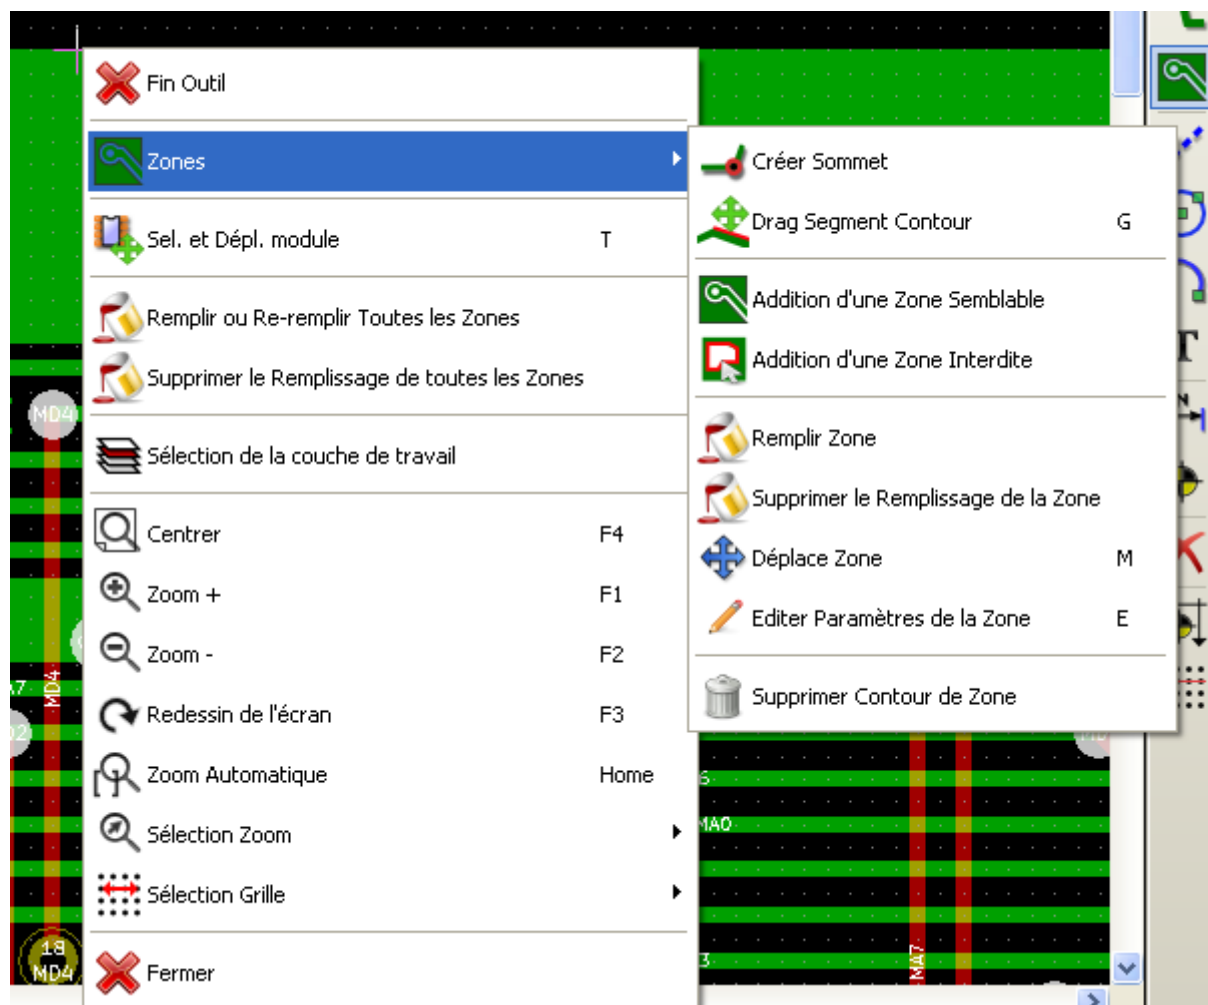 Fin Outil
Zones
Sel. et Dépl. module T
Remplir ou Re-remplir Toutes les Zones
Supprimer le Remplissage de toutes les Zones
Sélection de la couche de travail
Centrer F4
Zoom + F1
Zoom - F2
Redessin de l'écran F3
Zoom Automatique Home
Sélection Zoom
Sélection Grille
Fermer
Créer Sommet
Drag Segment Contour G
Addition d'une Zone Semblable
Addition d'une Zone Interdite
Remplir Zone
Supprimer le Remplissage de la Zone
Déplace Zone M
Editer Paramètres de la Zone E
Supprimer Contour de Zone
MD4
MD4
18
MD4
MA7
T
N